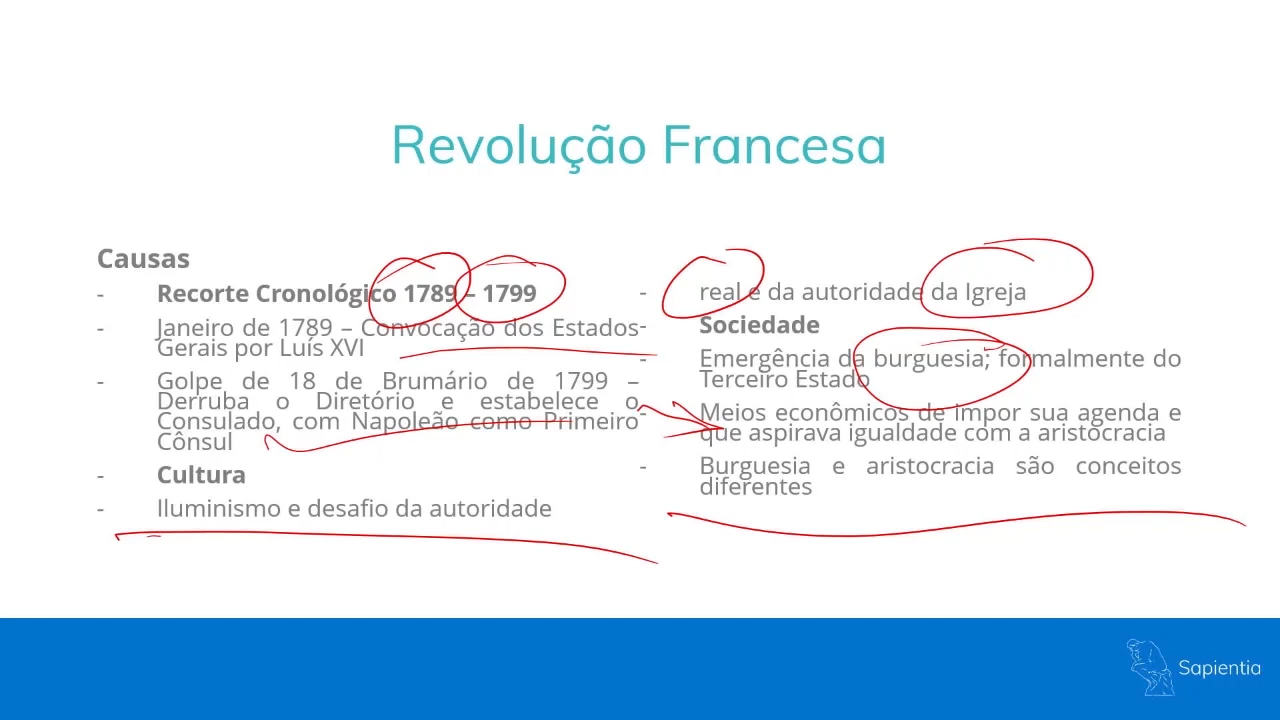 Revolução Francesa
Causas
- Recorte Cronológico 1789 – 1799
- Janeiro de 1789 – Convocação dos Estados
Gerais por Luís XVI
- Golpe de 18 de Brumário de 1799 –
Derruba o Diretório e estabelece o
Consulado, com Napoleão como Primeiro
Cônsul
- Cultura
- Iluminismo e desafio da autoridade
- real e da autoridade da Igreja
- Sociedade
- Emergência da burguesia; formalmente do
Terceiro Estado
- Meios econômicos de impor sua agenda e
que aspirava igualdade com a aristocracia
- Burguesia e aristocracia são conceitos
diferentes
Sapientia